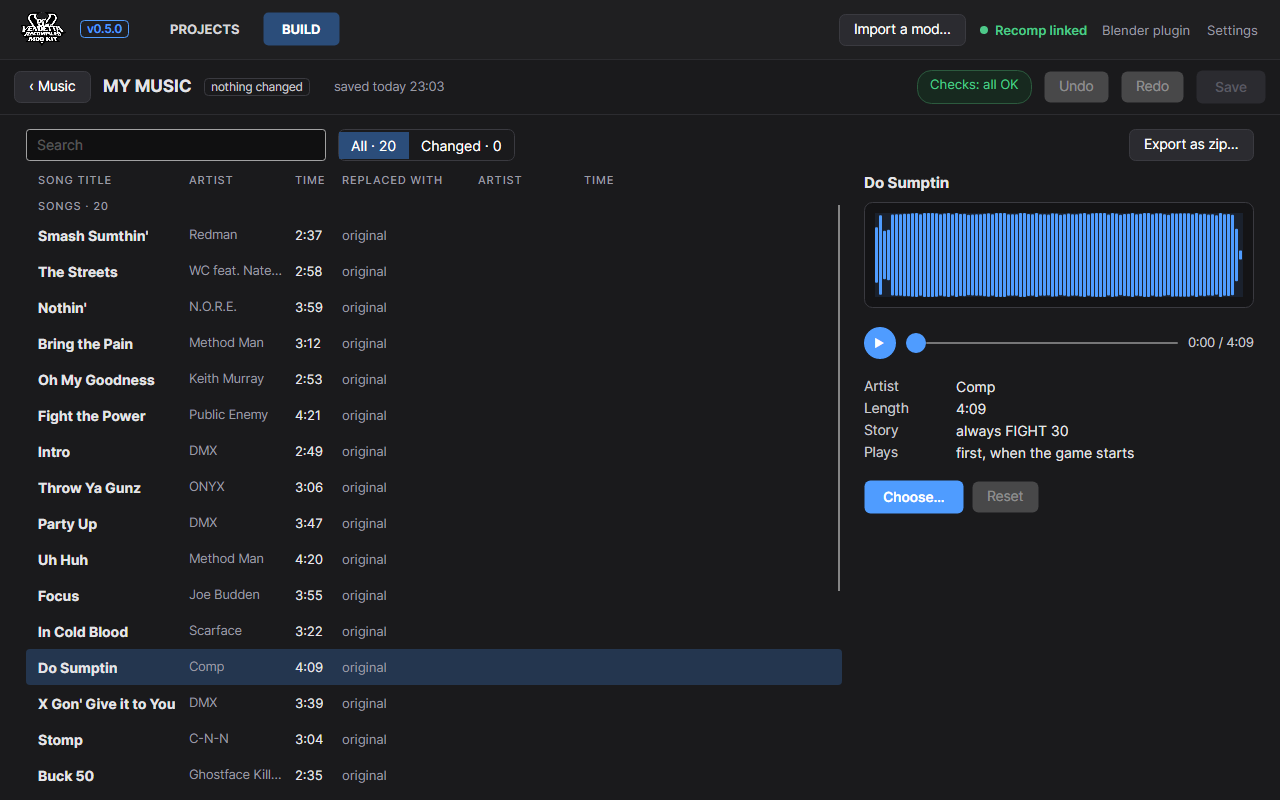 VENDETTA
RECOMPILED
MOD KIT
v0.5.0
PROJECTS
BUILD
Import a mod...
Recomp linked
Blender plugin
Settings
‹ Music
MY MUSIC
nothing changed
saved today 23:03
Checks: all OK
Undo
Redo
Save
Search
All · 20
Changed · 0
Export as zip...
SONG TITLE ARTIST TIME REPLACED WITH ARTIST TIME
SONGS · 20
Smash Sumthin' Redman 2:37 original
The Streets WC feat. Nate... 2:58 original
Nothin' N.O.R.E. 3:59 original
Bring the Pain Method Man 3:12 original
Oh My Goodness Keith Murray 2:53 original
Fight the Power Public Enemy 4:21 original
Intro DMX 2:49 original
Throw Ya Gunz ONYX 3:06 original
Party Up DMX 3:47 original
Uh Huh Method Man 4:20 original
Focus Joe Budden 3:55 original
In Cold Blood Scarface 3:22 original
Do Sumptin Comp 4:09 original
X Gon' Give it to You DMX 3:39 original
Stomp C-N-N 3:04 original
Buck 50 Ghostface Kill... 2:35 original
Do Sumptin
0:00 / 4:09
Artist Comp
Length 4:09
Story always FIGHT 30
Plays first, when the game starts
Choose...
Reset